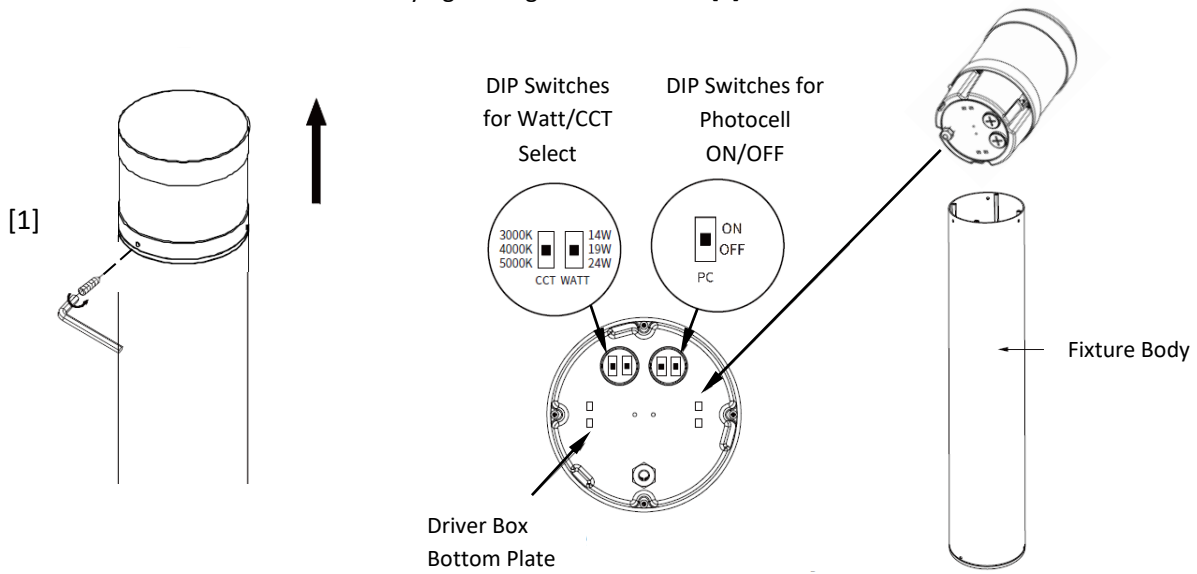 [1]
DIP Switches
for Watt/CCT
Select
DIP Switches for
Photocell
ON/OFF
3000K
4000K
5000K
14W
19W
24W
CCT WATT
ON
OFF
PC
Fixture Body
Driver Box
Bottom Plate